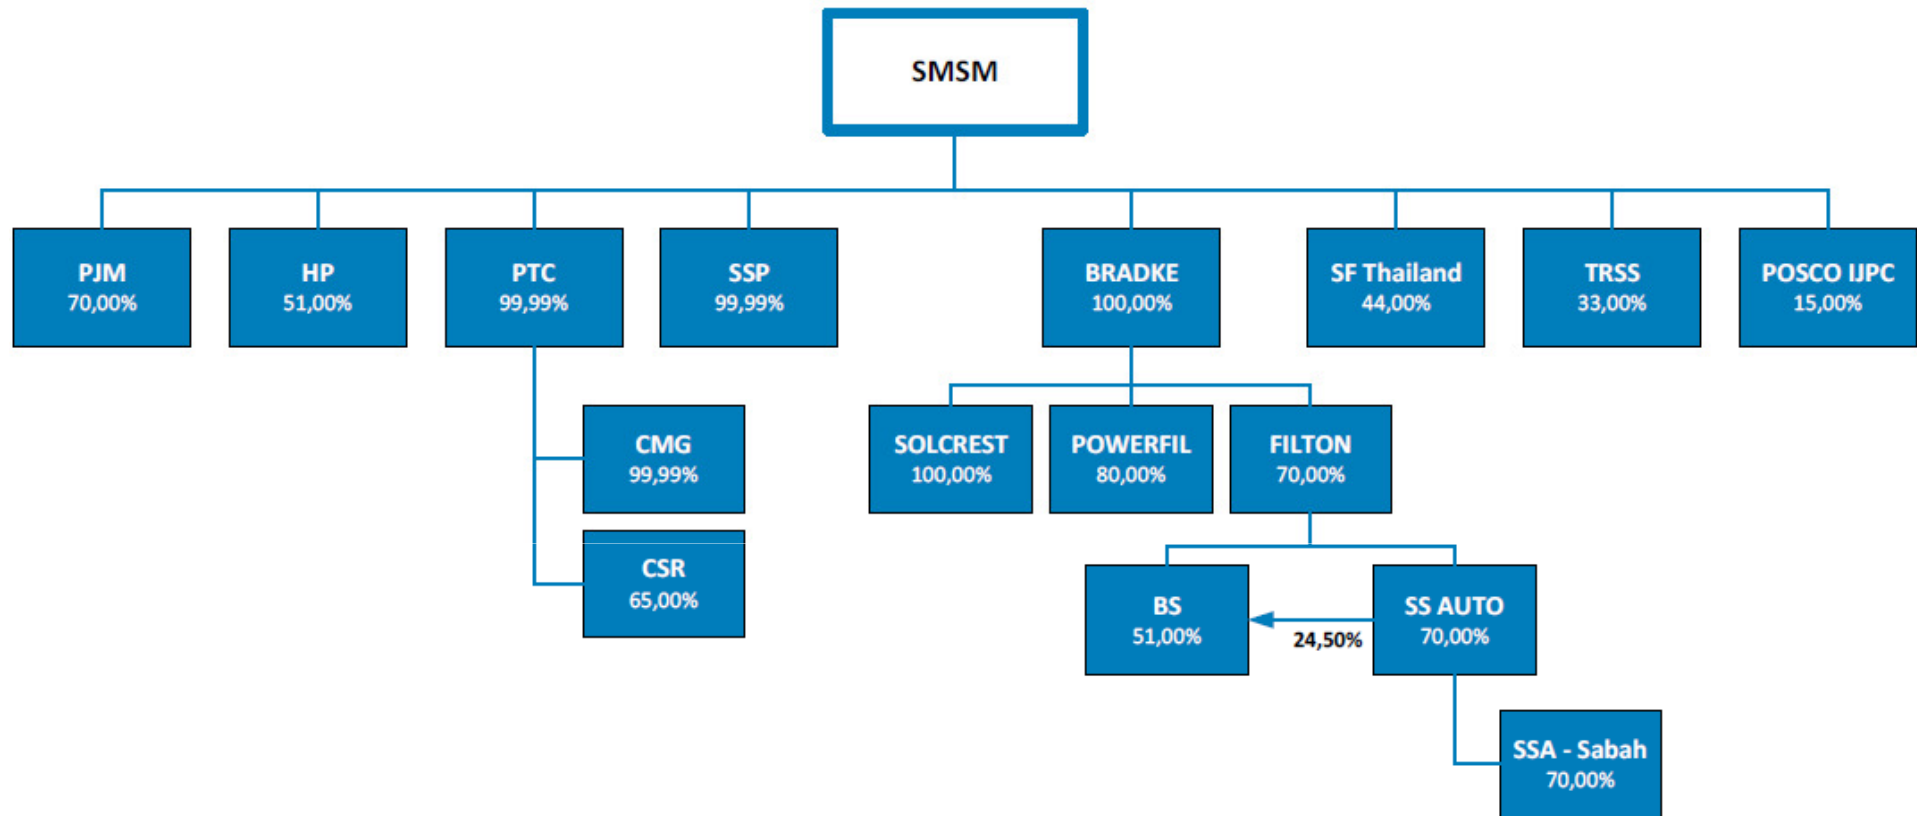 SMSM
PJM
70,00%
HP
51,00%
PTC
99,99%
SSP
99,99%
BRADKE
100,00%
SF Thailand
44,00%
TRSS
33,00%
POSCO IJPC
15,00%
CMG
99,99%
CSR
65,00%
SOLCREST
100,00%
POWERFIL
80,00%
FILTON
70,00%
BS
51,00%
24,50%
SS AUTO
70,00%
SSA - Sabah
70,00%